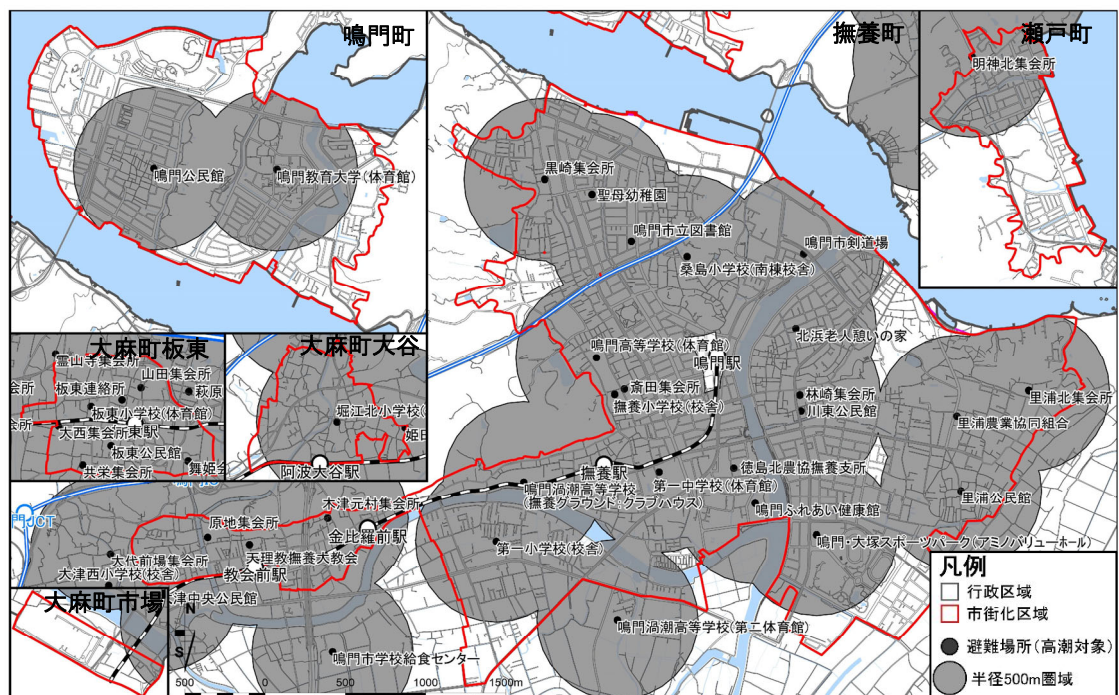 鳴門町
撫養町
瀬戸町
明神北集会所
鳴門公民館
鳴門教育大学(体育館)
黒崎集会所
聖母幼稚園
鳴門市立図書館
桑島小学校(南棟校舎)
鳴門市剣道場
北浜老人憩いの家
鳴門高等学校(体育館)
鳴門駅
斎田集会所
撫養小学校(校舎)
林崎集会所
川東公民館
里浦北集会所
里浦農業協同組合
大麻町板東
霊山寺集会所
山田集会所
会所
板東連絡所
萩原
板東小学校(体育館)
会所
大西集会所
東駅
板東公民館
共栄集会所
舞姫会
大麻町大谷
堀江北小学校(
姫田
阿波大谷駅
撫養駅
徳島北農協撫養支所
第一中学校(体育館)
鳴門渦潮高等学校
(撫養グラウンド・クラブハウス)
鳴門ふれあい健康館
里浦公民館
鳴門・大塚スポーツパーク(アミノバリューホール)
木津元村集会所
金比羅前駅
原地集会所
門JCT
大代前場集会所
天理教撫養大教会
第一小学校(校舎)
大津西小学校(校舎)
教会前駅
大麻町市場
津中央公民館
鳴門渦潮高等学校(第二体育館)
鳴門市学校給食センター
N
S
500
0
500
1000
1500m
凡例
行政区域
市街化区域
避難場所(高潮対象)
半径500m圏域